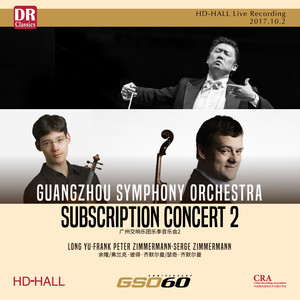 DR
Classics
HD-HALL Live Recording
2017.10.2
GUANGZHOU SYMPHONY ORCHESTRA
SUBSCRIPTION CONCERT 2
广州交响乐团乐季音乐会2
LONG YU·FRANK PETER ZIMMERMANN·SERGE ZIMMERMANN
余隆/弗兰克·彼得·齐默尔曼/瑟奇·齐默尔曼
HD-HALL
ANNIVERSARY
GSO60
CRA